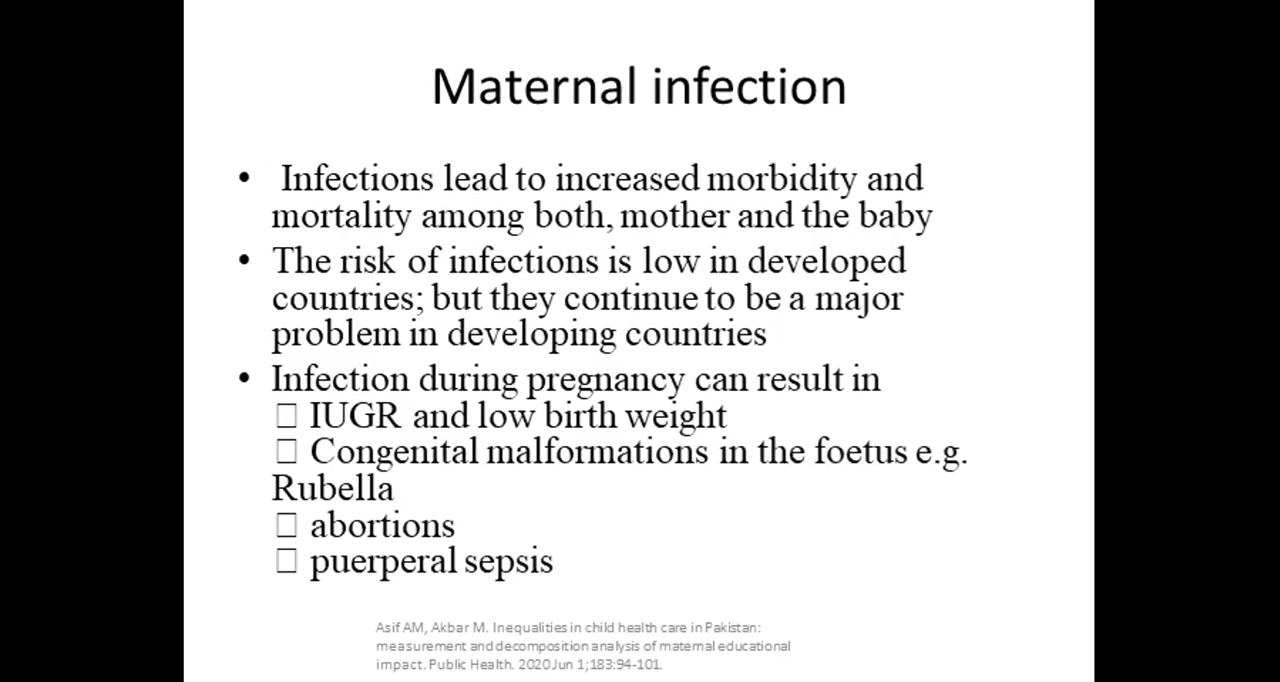 Maternal infection
• Infections lead to increased morbidity and
mortality among both, mother and the baby
• The risk of infections is low in developed
countries; but they continue to be a major
problem in developing countries
• Infection during pregnancy can result in
□ IUGR and low birth weight
□ Congenital malformations in the foetus e.g.
Rubella
□ abortions
□ puerperal sepsis
Asif AM, Akbar M. Inequalities in child health care in Pakistan:
measurement and decomposition analysis of maternal educational
impact. Public Health. 2020 Jun 1;183:94-101.